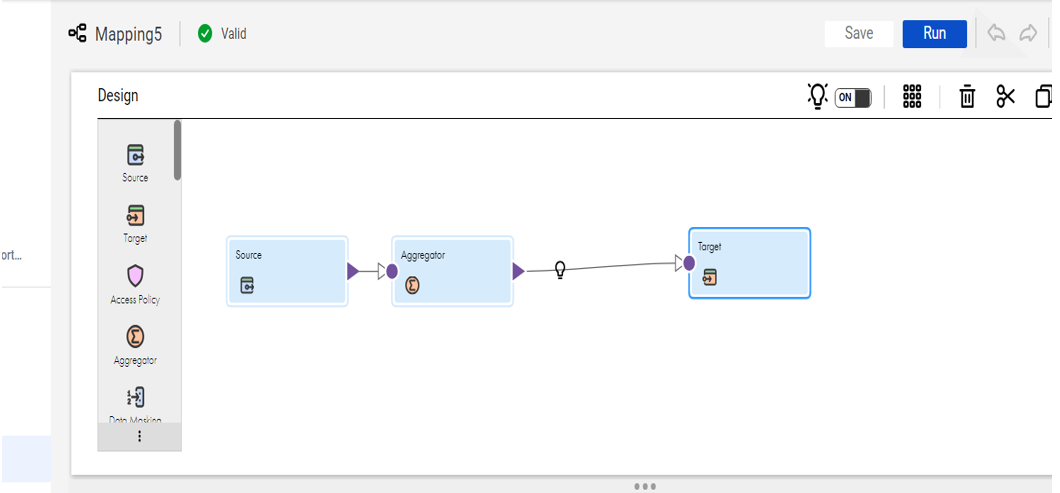 Mapping5
Valid
Save
Run
Design
ON
Source
Target
Access Policy
Aggregator
Data Masking
ort...
Source
Aggregator
Target